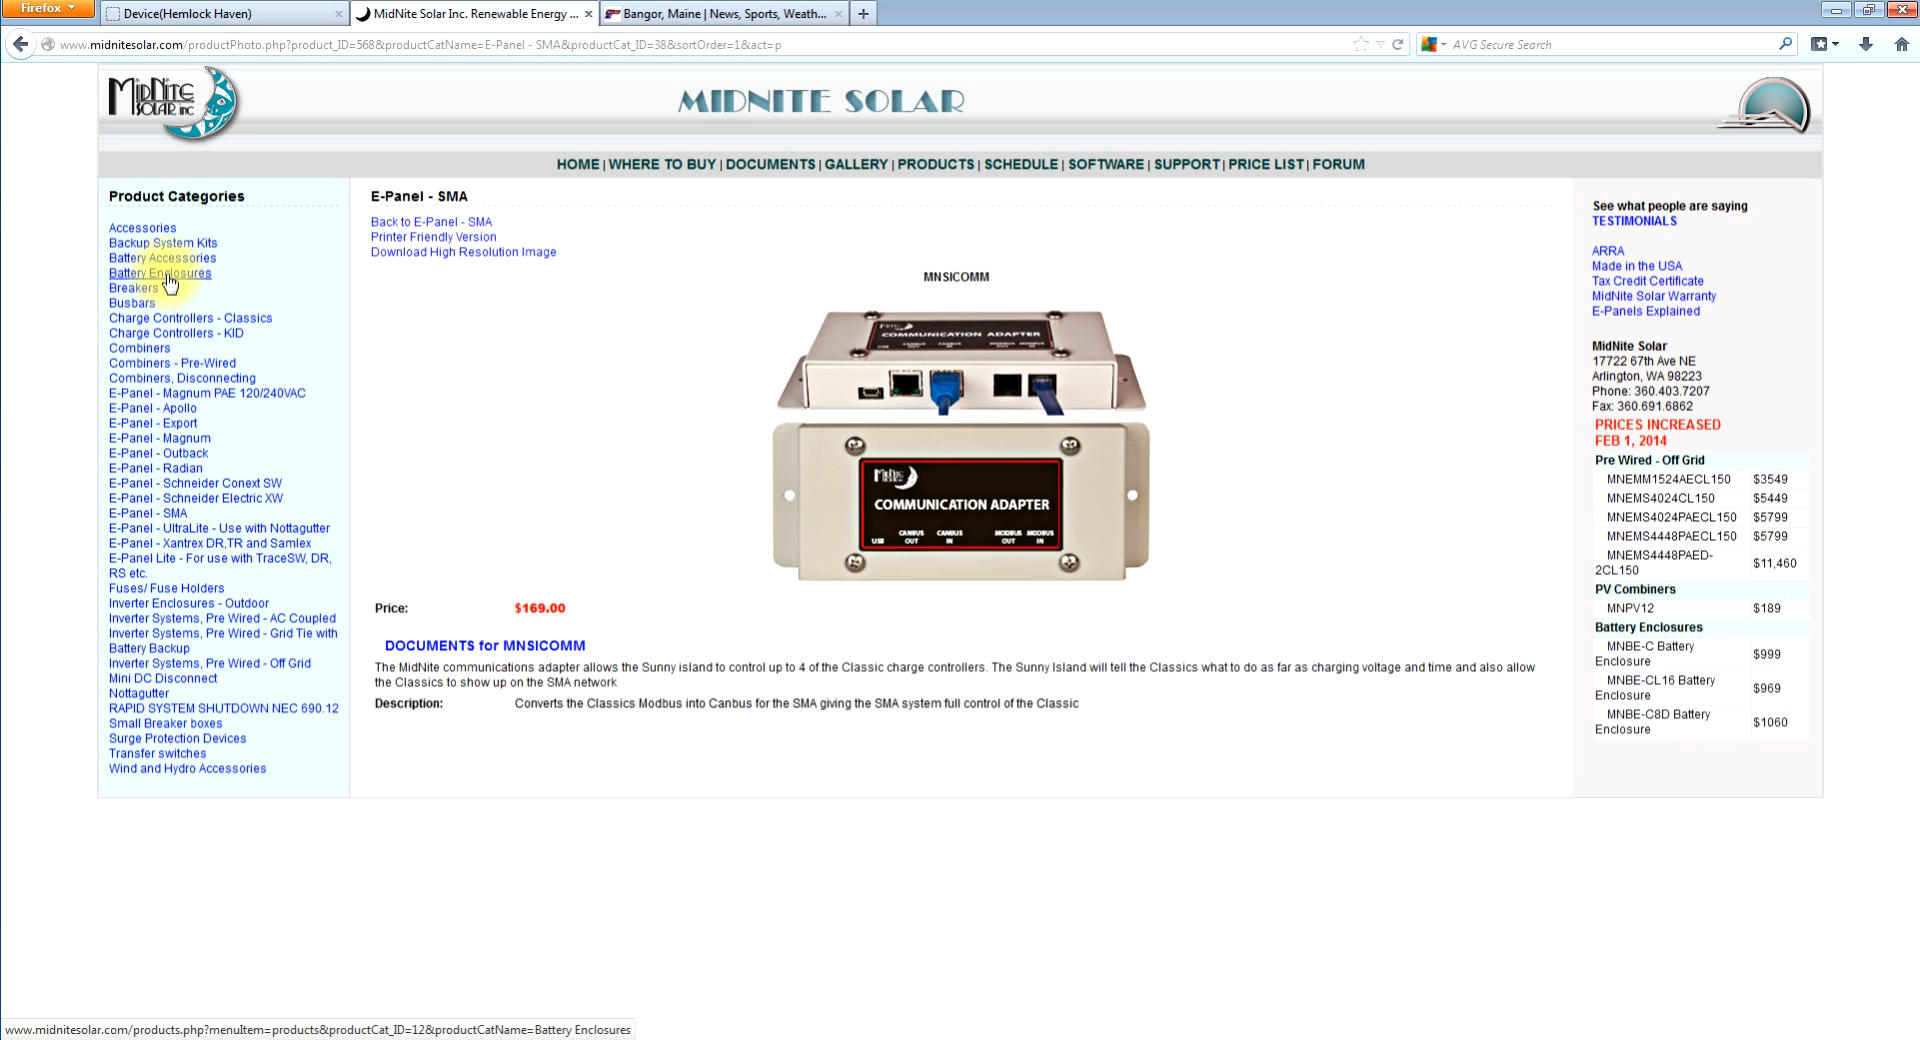 Firefox
Device(Hemlock Haven)
MidNite Solar Inc. Renewable Energy ...
Bangor, Maine | News, Sports, Weath...
www.midnitesolar.com/productPhoto.php?product_ID=568&productCatName=E-Panel - SMA&productCat_ID=38&sortOrder=1&act=p
AVG Secure Search
MidNite
SOLAR, INC
MIDNITE SOLAR
HOME | WHERE TO BUY | DOCUMENTS | GALLERY | PRODUCTS | SCHEDULE | SOFTWARE | SUPPORT | PRICE LIST | FORUM
Product Categories
Accessories
Backup System Kits
Battery Accessories
Battery Enclosures
Breakers
Busbars
Charge Controllers - Classics
Charge Controllers - KID
Combiners
Combiners - Pre-Wired
Combiners, Disconnecting
E-Panel - Magnum PAE 120/240VAC
E-Panel - Apollo
E-Panel - Export
E-Panel - Magnum
E-Panel - Outback
E-Panel - Radian
E-Panel - Schneider Conext SW
E-Panel - Schneider Electric XW
E-Panel - SMA
E-Panel - UltraLite - Use with Nottagutter
E-Panel - Xantrex DR,TR and Samlex
E-Panel Lite - For use with TraceSW, DR,
RS etc.
Fuses/ Fuse Holders
Inverter Enclosures - Outdoor
Inverter Systems, Pre Wired - AC Coupled
Inverter Systems, Pre Wired - Grid Tie with
Battery Backup
Inverter Systems, Pre Wired - Off Grid
Mini DC Disconnect
Nottagutter
RAPID SYSTEM SHUTDOWN NEC 690.12
Small Breaker boxes
Surge Protection Devices
Transfer switches
Wind and Hydro Accessories
E-Panel - SMA
Back to E-Panel - SMA
Printer Friendly Version
Download High Resolution Image
MNSICOMM
COMMUNICATION ADAPTER
USB CANBUS OUT CANBUS IN MODBUS OUT MODBUS IN
MidNite
COMMUNICATION ADAPTER
CANBUS CANBUS MODBUS MODBUS
USB OUT IN OUT IN
Price: $169.00
DOCUMENTS for MNSICOMM
The MidNite communications adapter allows the Sunny island to control up to 4 of the Classic charge controllers. The Sunny Island will tell the Classics what to do as far as charging voltage and time and also allow
the Classics to show up on the SMA network
Description: Converts the Classics Modbus into Canbus for the SMA giving the SMA system full control of the Classic
See what people are saying
TESTIMONIALS
ARRA
Made in the USA
Tax Credit Certificate
MidNite Solar Warranty
E-Panels Explained
MidNite Solar
17722 67th Ave NE
Arlington, WA 98223
Phone: 360.403.7207
Fax: 360.691.6862
PRICES INCREASED
FEB 1, 2014
Pre Wired - Off Grid
MNEMM1524AECL150 $3549
MNEMS4024CL150 $5449
MNEMS4024PAECL150 $5799
MNEMS4448PAECL150 $5799
MNEMS4448PAED-
2CL150 $11,460
PV Combiners
MNPV12 $189
Battery Enclosures
MNBE-C Battery
Enclosure $999
MNBE-CL16 Battery
Enclosure $969
MNBE-C8D Battery
Enclosure $1060
www.midnitesolar.com/products.php?menuItem=products&productCat_ID=12&productCatName=Battery Enclosures